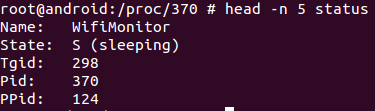 root@android:/proc/370 # head -n 5 status
Name:   WifiMonitor
State:  S (sleeping)
Tgid:   298
Pid:    370
PPid:   124